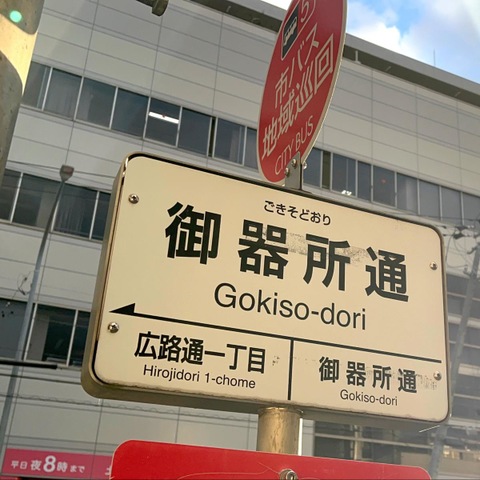 5
市バス
地域巡回
CITY BUS
ごきそどおり
御器所通
Gokiso-dori
広路通一丁目
Hirojidori 1-chome
御器所通
Gokiso-dori
平日 夜8時まで
土